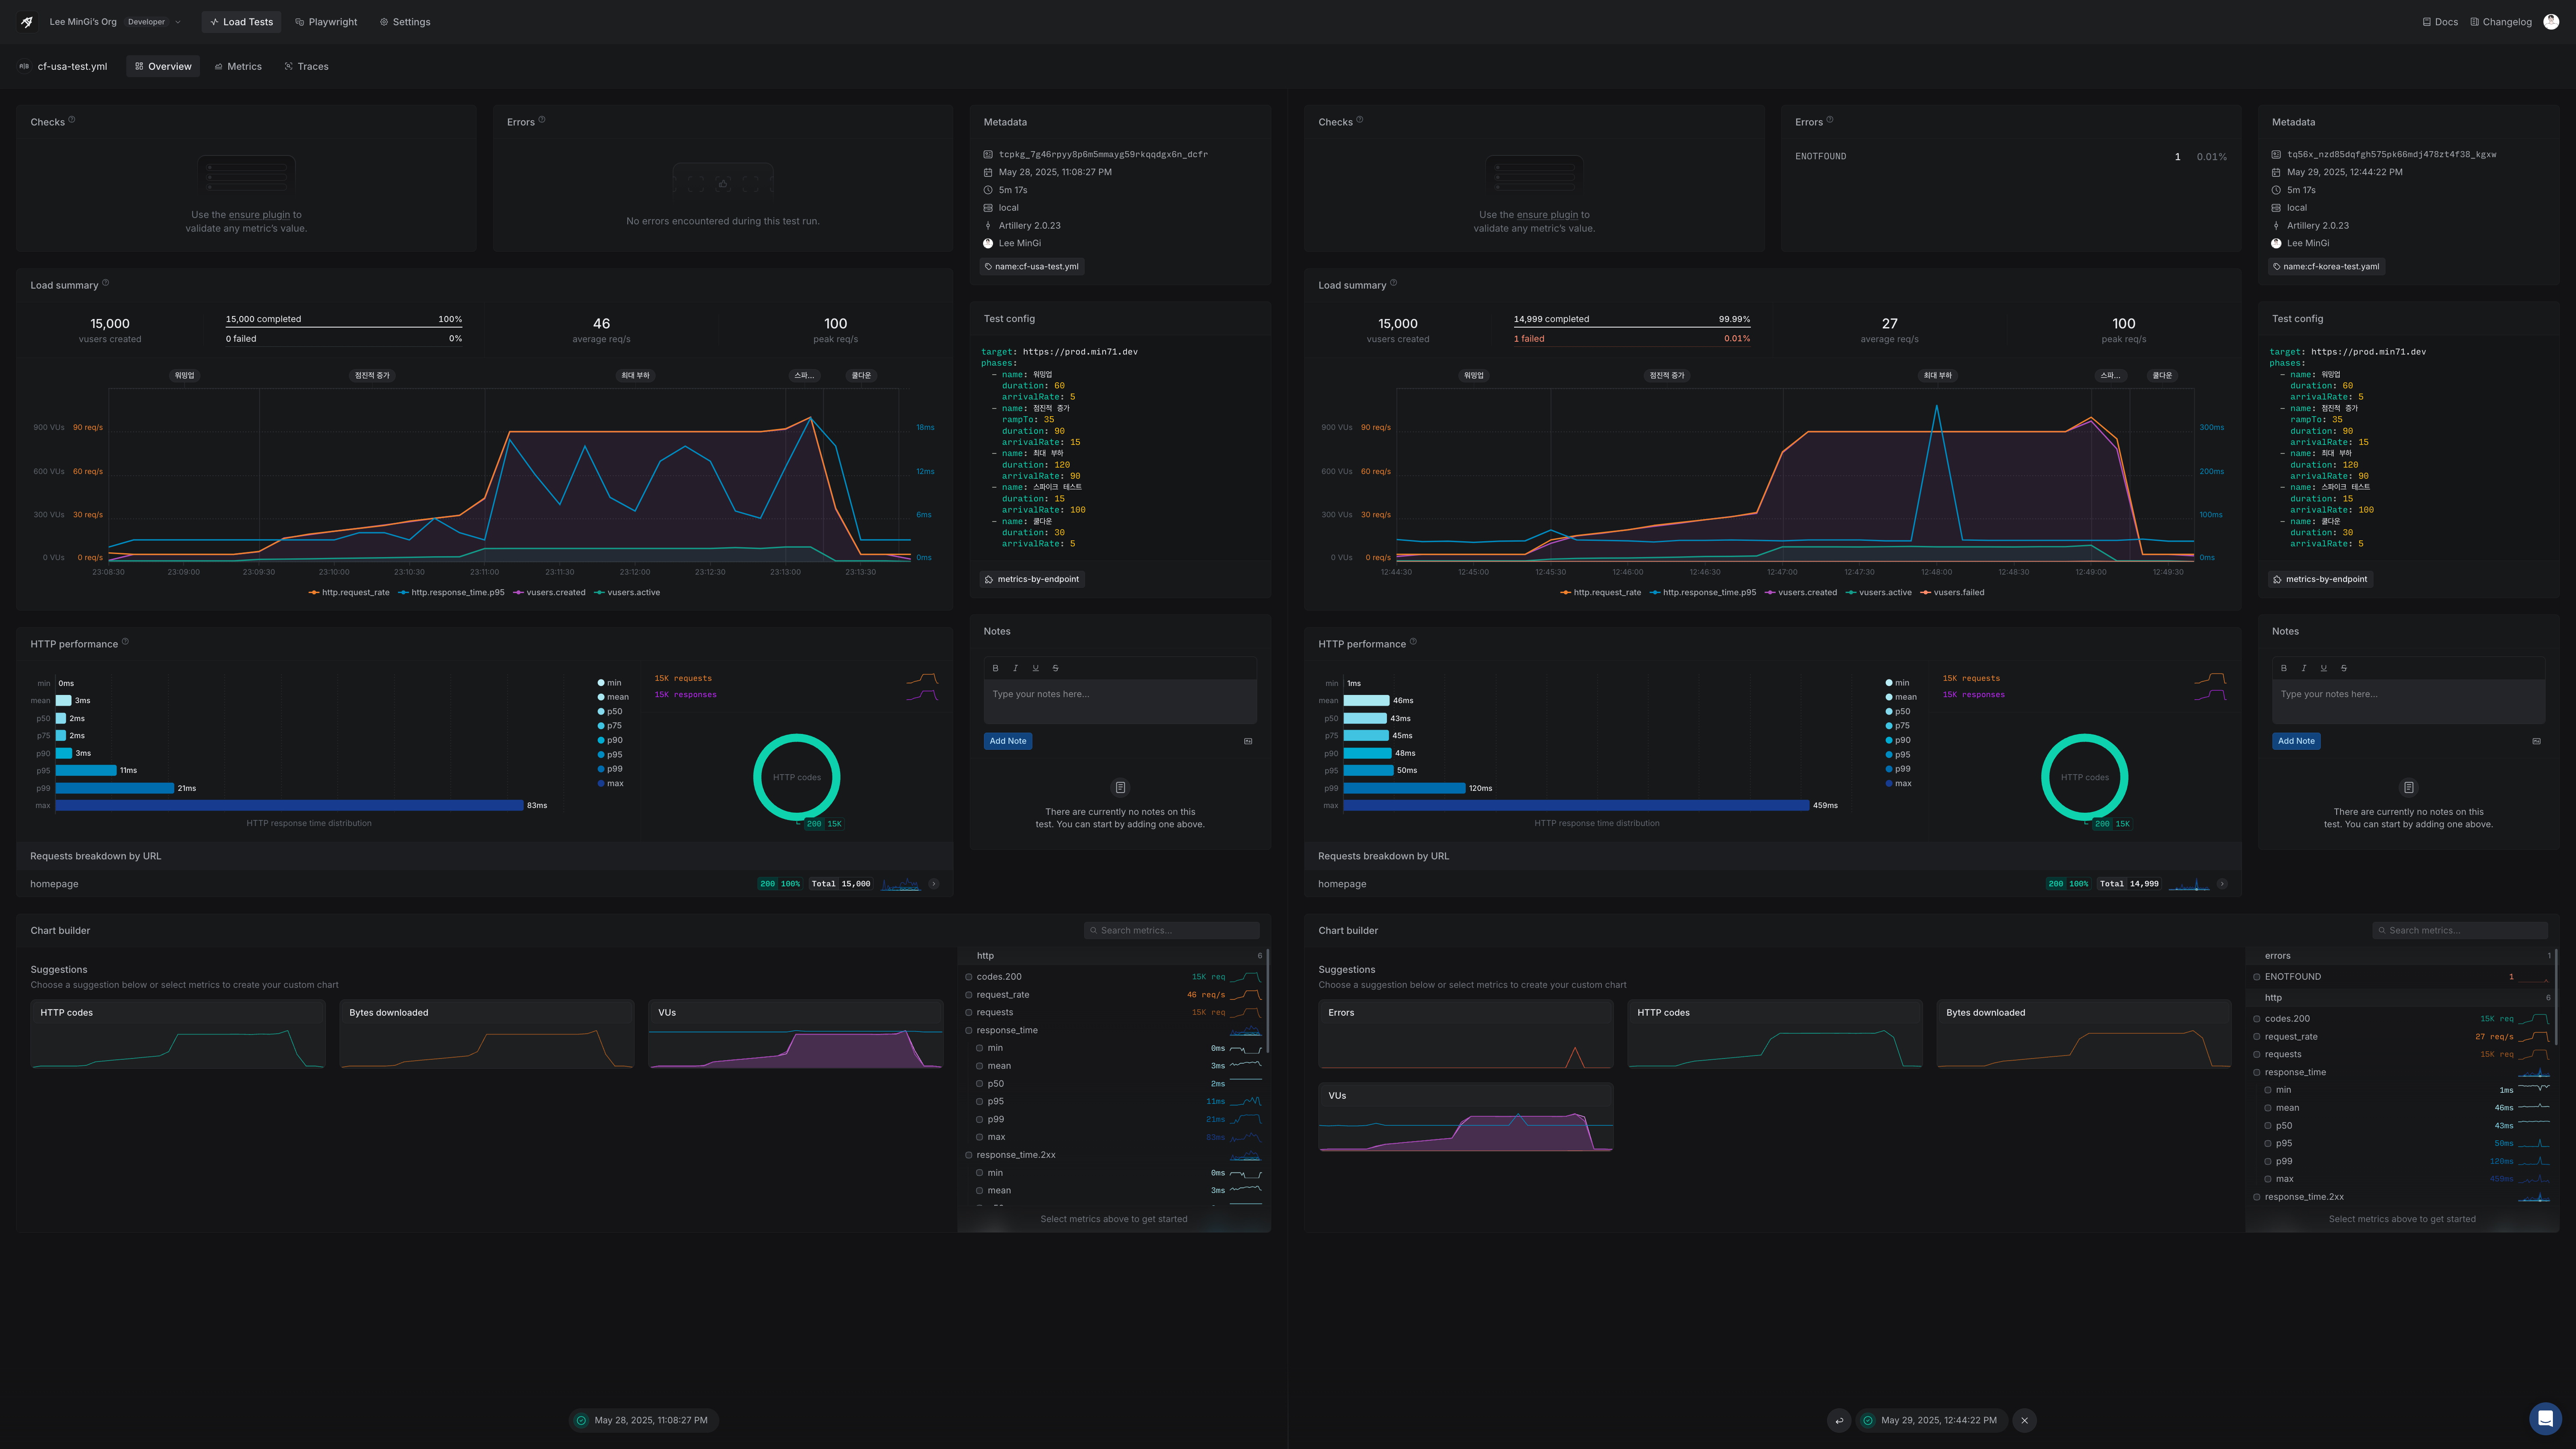 Lee MinGi's Org Developer
Load Tests
Playwright
Settings
Docs
Changelog
A|B cf-usa-test.yml
Overview
Metrics
Traces
Checks
Use the ensure plugin to
validate any metric's value.
Errors
No errors encountered during this test run.
Metadata
tcpkg_7g46rpyy8p6m5mmayg59rkqqdgx6n_dcfr
May 28, 2025, 11:08:27 PM
5m 17s
local
Artillery 2.0.23
Lee MinGi
name:cf-usa-test.yml
Load summary
15,000
vusers created
15,000 completed 100%
0 failed 0%
46
average req/s
100
peak req/s
워밍업 점진적 증가 최대 부하 스파... 쿨다운
900 VUs 90 req/s 18ms
600 VUs 60 req/s 12ms
300 VUs 30 req/s 6ms
0 VUs 0 req/s 0ms
23:08:30 23:09:00 23:09:30 23:10:00 23:10:30 23:11:00 23:11:30 23:12:00 23:12:30 23:13:00 23:13:30
http.request_rate http.response_time.p95 vusers.created vusers.active
Test config
target: https://prod.min71.dev
phases:
- name: 워밍업
duration: 60
arrivalRate: 5
- name: 점진적 증가
rampTo: 35
duration: 90
arrivalRate: 15
- name: 최대 부하
duration: 120
arrivalRate: 90
- name: 스파이크 테스트
duration: 15
arrivalRate: 100
- name: 쿨다운
duration: 30
arrivalRate: 5
metrics-by-endpoint
HTTP performance
min 0ms
mean 3ms
p50 2ms
p75 2ms
p90 3ms
p95 11ms
p99 21ms
max 83ms
HTTP response time distribution
min
mean
p50
p75
p90
p95
p99
max
15K requests
15K responses
HTTP codes
200 15K
Requests breakdown by URL
homepage 200 100% Total 15,000
Notes
B I U S
Type your notes here...
Add Note
There are currently no notes on this
test. You can start by adding one above.
Chart builder
Search metrics...
Suggestions
Choose a suggestion below or select metrics to create your custom chart
HTTP codes
Bytes downloaded
VUs
http 6
codes.200 15K req
request_rate 46 req/s
requests 15K req
response_time
min 0ms
mean 3ms
p50 2ms
p95 11ms
p99 21ms
max 83ms
response_time.2xx
min 0ms
mean 3ms
Select metrics above to get started
May 28, 2025, 11:08:27 PM
Checks
Use the ensure plugin to
validate any metric's value.
Errors
ENOTFOUND 1 0.01%
Metadata
tq56x_nzd85dqfgh575pk66mdj478zt4f38_kgxw
May 29, 2025, 12:44:22 PM
5m 17s
local
Artillery 2.0.23
Lee MinGi
name:cf-korea-test.yaml
Load summary
15,000
vusers created
14,999 completed 99.99%
1 failed 0.01%
27
average req/s
100
peak req/s
워밍업 점진적 증가 최대 부하 스파... 쿨다운
900 VUs 90 req/s 300ms
600 VUs 60 req/s 200ms
300 VUs 30 req/s 100ms
0 VUs 0 req/s 0ms
12:44:30 12:45:00 12:45:30 12:46:00 12:46:30 12:47:00 12:47:30 12:48:00 12:48:30 12:49:00 12:49:30
http.request_rate http.response_time.p95 vusers.created vusers.active vusers.failed
Test config
target: https://prod.min71.dev
phases:
- name: 워밍업
duration: 60
arrivalRate: 5
- name: 점진적 증가
rampTo: 35
duration: 90
arrivalRate: 15
- name: 최대 부하
duration: 120
arrivalRate: 90
- name: 스파이크 테스트
duration: 15
arrivalRate: 100
- name: 쿨다운
duration: 30
arrivalRate: 5
metrics-by-endpoint
HTTP performance
min 1ms
mean 46ms
p50 43ms
p75 45ms
p90 48ms
p95 50ms
p99 120ms
max 459ms
HTTP response time distribution
min
mean
p50
p75
p90
p95
p99
max
15K requests
15K responses
HTTP codes
200 15K
Requests breakdown by URL
homepage 200 100% Total 14,999
Notes
B I U S
Type your notes here...
Add Note
There are currently no notes on this
test. You can start by adding one above.
Chart builder
Search metrics...
Suggestions
Choose a suggestion below or select metrics to create your custom chart
Errors
HTTP codes
Bytes downloaded
VUs
errors 1
ENOTFOUND 1
http 6
codes.200 15K req
request_rate 27 req/s
requests 15K req
response_time
min 1ms
mean 46ms
p50 43ms
p95 50ms
p99 120ms
max 459ms
response_time.2xx
Select metrics above to get started
May 29, 2025, 12:44:22 PM